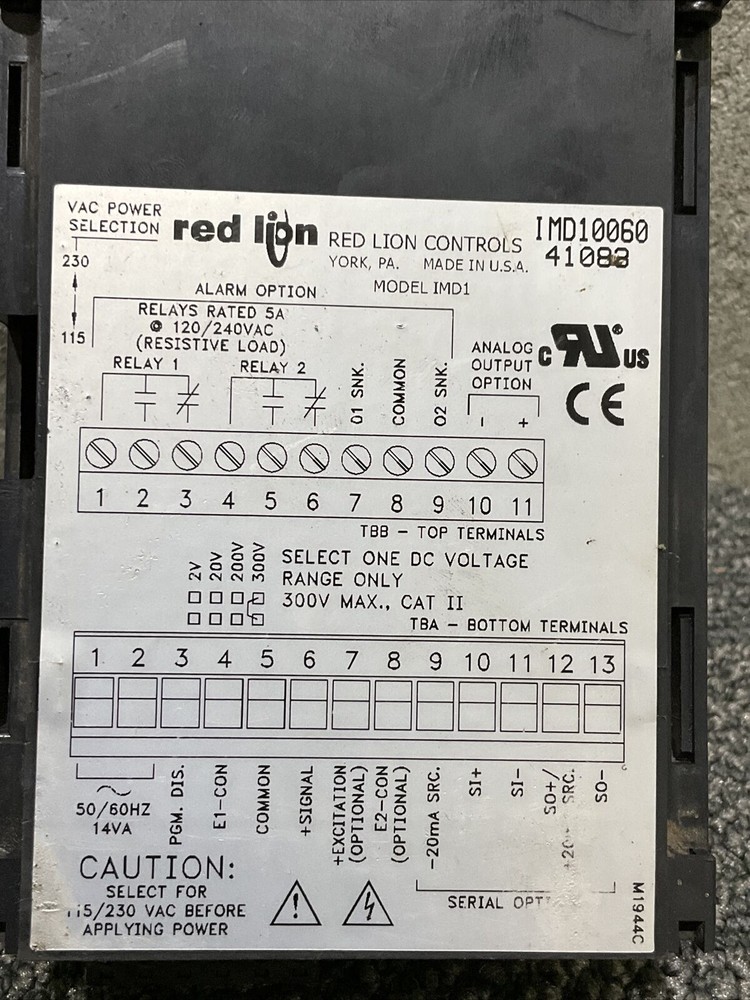 VAC POWER
SELECTION
230
115
red lion
RED LION CONTROLS
YORK, PA. MADE IN U.S.A.
MODEL IMD1
IMD10060
ALARM OPTION
RELAYS RATED 5A
@ 120/240VAC
(RESISTIVE LOAD)
RELAY 1
RELAY 2
O1 SNK.
COMMON
O2 SNK.
ANALOG
OUTPUT
OPTION
- +
c RU® US
CE
1 2 3 4 5 6 7 8 9 10 11
TBB - TOP TERMINALS
2V
20V
200V
300V
SELECT ONE DC VOLTAGE
RANGE ONLY
300V MAX., CAT II
TBA - BOTTOM TERMINALS
1 2 3 4 5 6 7 8 9 10 11 12 13
50/60HZ
14VA
PGM. DIS.
E1-CON
COMMON
+SIGNAL
+EXCITATION
(OPTIONAL)
E2-CON
(OPTIONAL)
-20mA SRC.
SI+
SI-
SO+/
SRC.
SO-
CAUTION:
SELECT FOR
115/230 VAC BEFORE
APPLYING POWER
SERIAL
M1944C